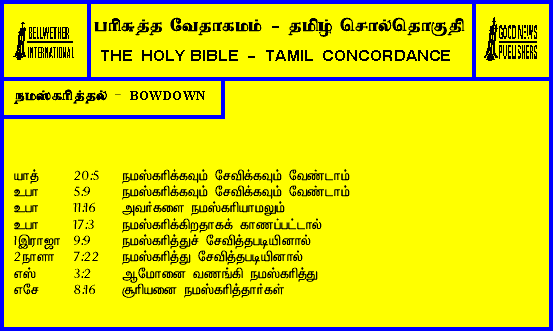 BELLWETHER
INTERNATIONAL
பரிசுத்த வேதாகமம் - தமிழ் சொல்தொகுதி
THE HOLY BIBLE - TAMIL CONCORDANCE
GOOD NEWS
PUBLISHERS
நமஸ்கரித்தல் - BOWDOWN
யாத் 20:5 நமஸ்கரிக்கவும் சேவிக்கவும் வேண்டாம்
உபா 5:9 நமஸ்கரிக்கவும் சேவிக்கவும் வேண்டாம்
உபா 11:16 அவர்களை நமஸ்கரியாமலும்
உபா 17:3 நமஸ்கரிக்கிறதாகக் காணப்பட்டால்
1இராஜா 9:9 நமஸ்கரித்துச் சேவித்தபடியினால்
2நாளா 7:22 நமஸ்கரித்து சேவித்தபடியினால்
எஸ் 3:2 ஆமோனை வணங்கி நமஸ்கரித்து
எசே 8:16 சூரியனை நமஸ்கரித்தார்கள்